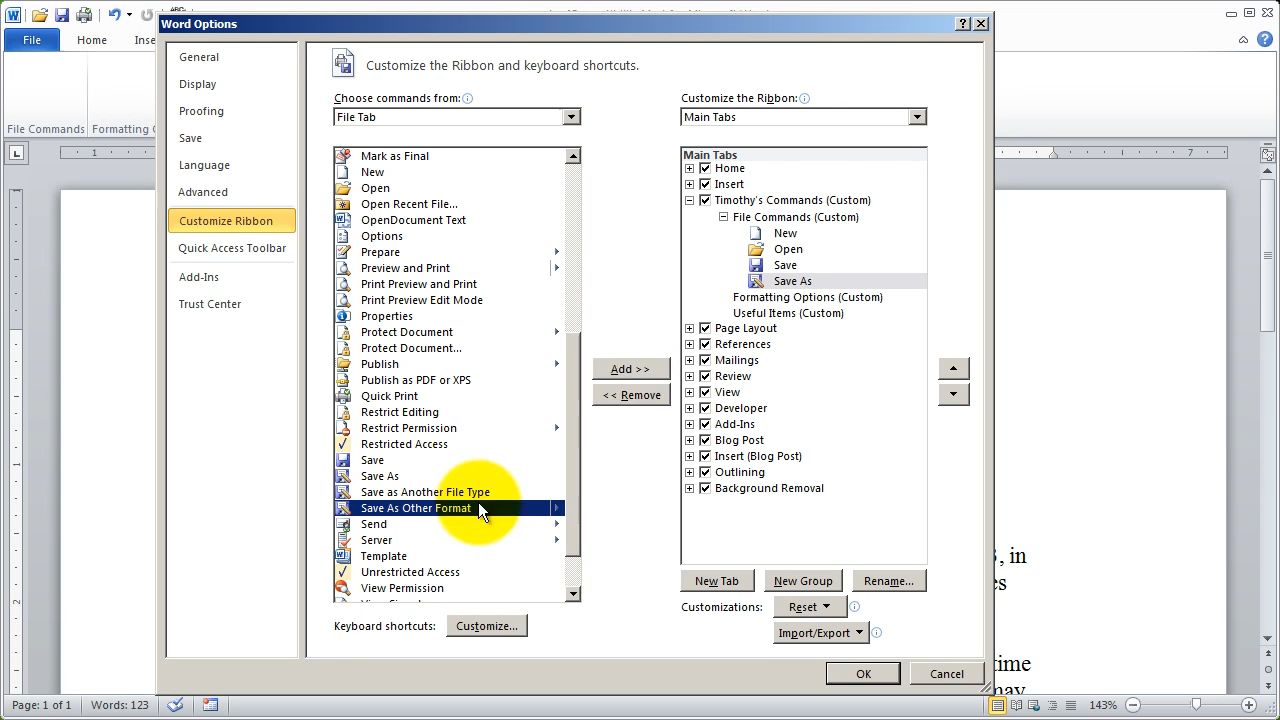 Word Options
File
Home
Inse
File Commands
Formatting
General
Display
Proofing
Save
Language
Advanced
Customize Ribbon
Quick Access Toolbar
Add-Ins
Trust Center
Customize the Ribbon and keyboard shortcuts.
Choose commands from:
File Tab
Mark as Final
New
Open
Open Recent File...
OpenDocument Text
Options
Prepare
Preview and Print
Print Preview and Print
Print Preview Edit Mode
Properties
Protect Document
Protect Document...
Publish
Publish as PDF or XPS
Quick Print
Restrict Editing
Restrict Permission
Restricted Access
Save
Save As
Save as Another File Type
Save As Other Format
Send
Server
Template
Unrestricted Access
View Permission
Keyboard shortcuts:
Customize...
Add >>
<< Remove
Customize the Ribbon:
Main Tabs
Main Tabs
Home
Insert
Timothy's Commands (Custom)
File Commands (Custom)
New
Open
Save
Save As
Formatting Options (Custom)
Useful Items (Custom)
Page Layout
References
Mailings
Review
View
Developer
Add-Ins
Blog Post
Insert (Blog Post)
Outlining
Background Removal
New Tab
New Group
Rename...
Customizations:
Reset
Import/Export
OK
Cancel
, in
es
ime
Page: 1 of 1
Words: 123
143%